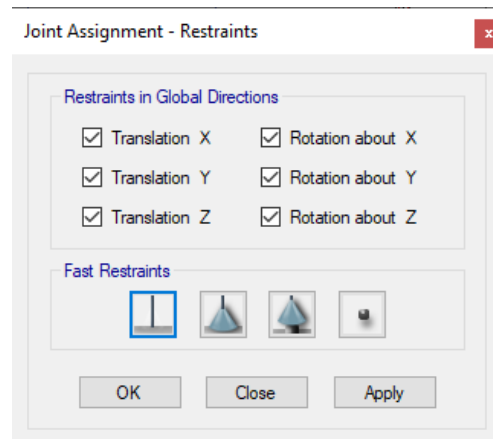 Joint Assignment - Restraints
x
Restraints in Global Directions
Translation X
Rotation about X
Translation Y
Rotation about Y
Translation Z
Rotation about Z
Fast Restraints
OK
Close
Apply